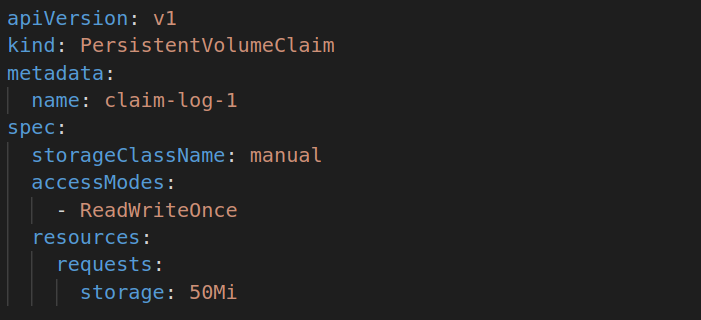 apiVersion: v1
kind: PersistentVolumeClaim
metadata:
  name: claim-log-1
spec:
  storageClassName: manual
  accessModes:
    - ReadWriteOnce
  resources:
    requests:
      storage: 50Mi